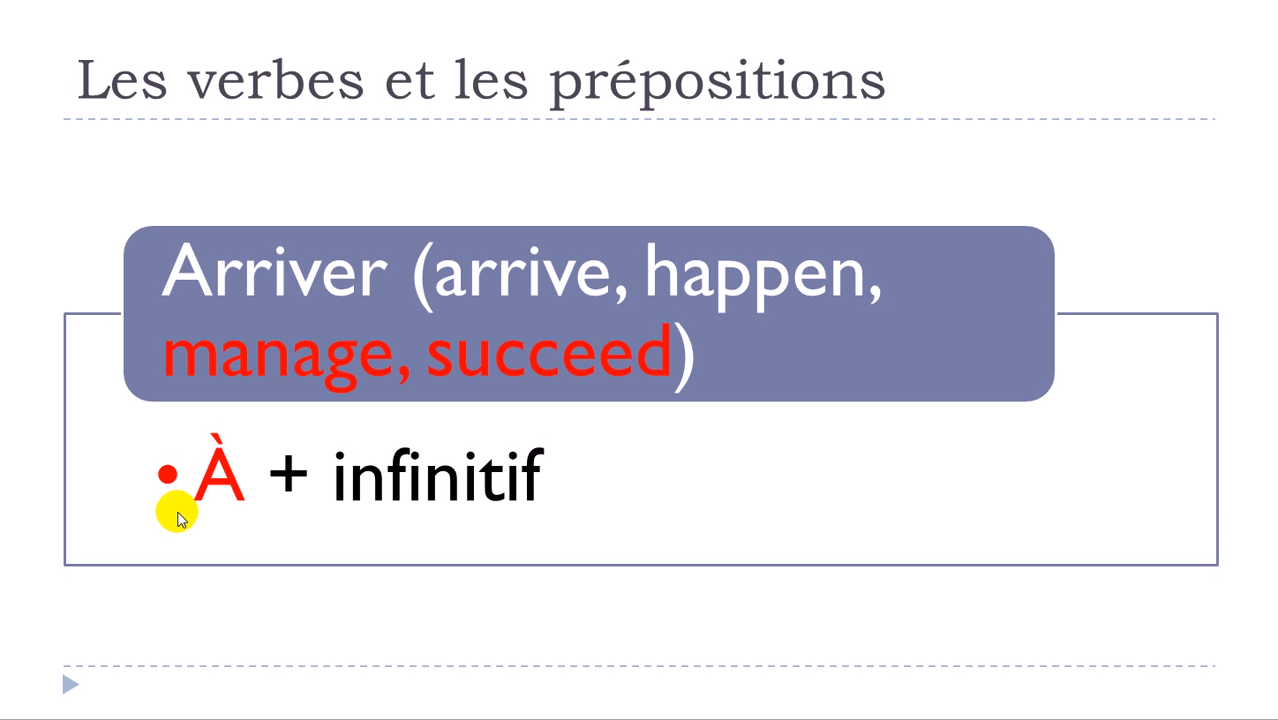 Les verbes et les prépositions
Arriver (arrive, happen,
manage, succeed)
•À + infinitif